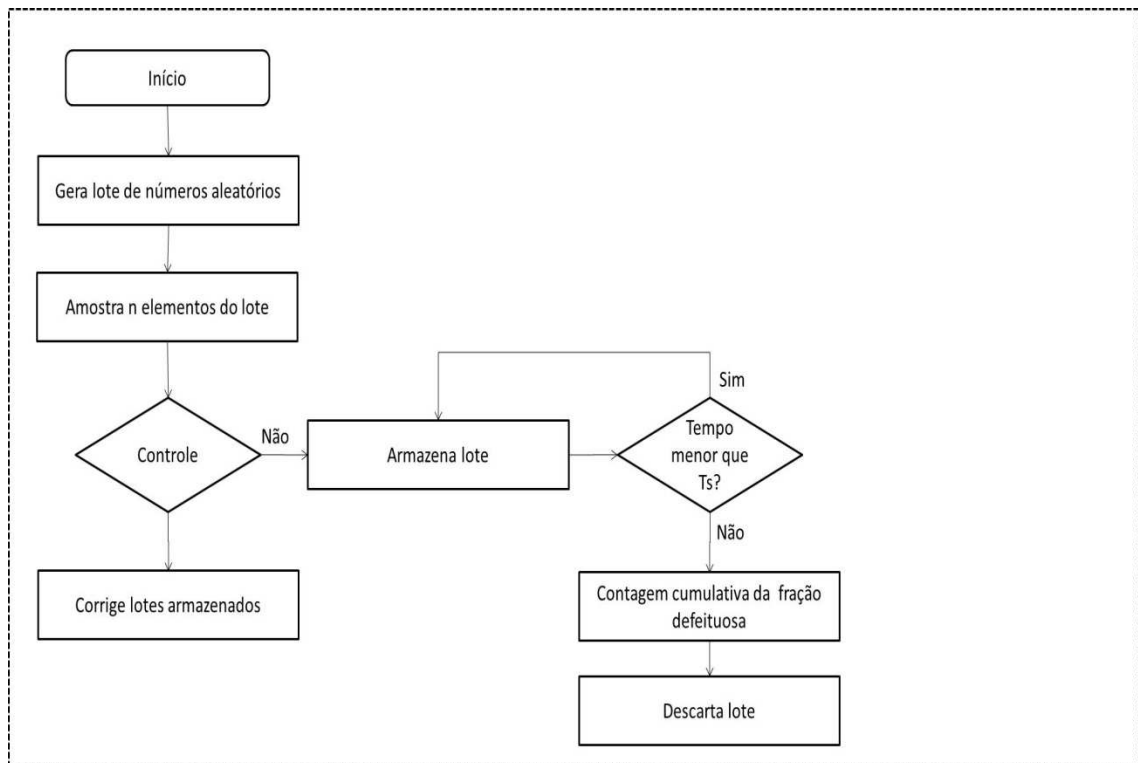 Início
Gera lote de números aleatórios
Amostra n elementos do lote
Controle
Não
Armazena lote
Sim
Tempo
menor que
Ts?
Não
Corrige lotes armazenados
Contagem cumulativa da fração
defeituosa
Descarta lote